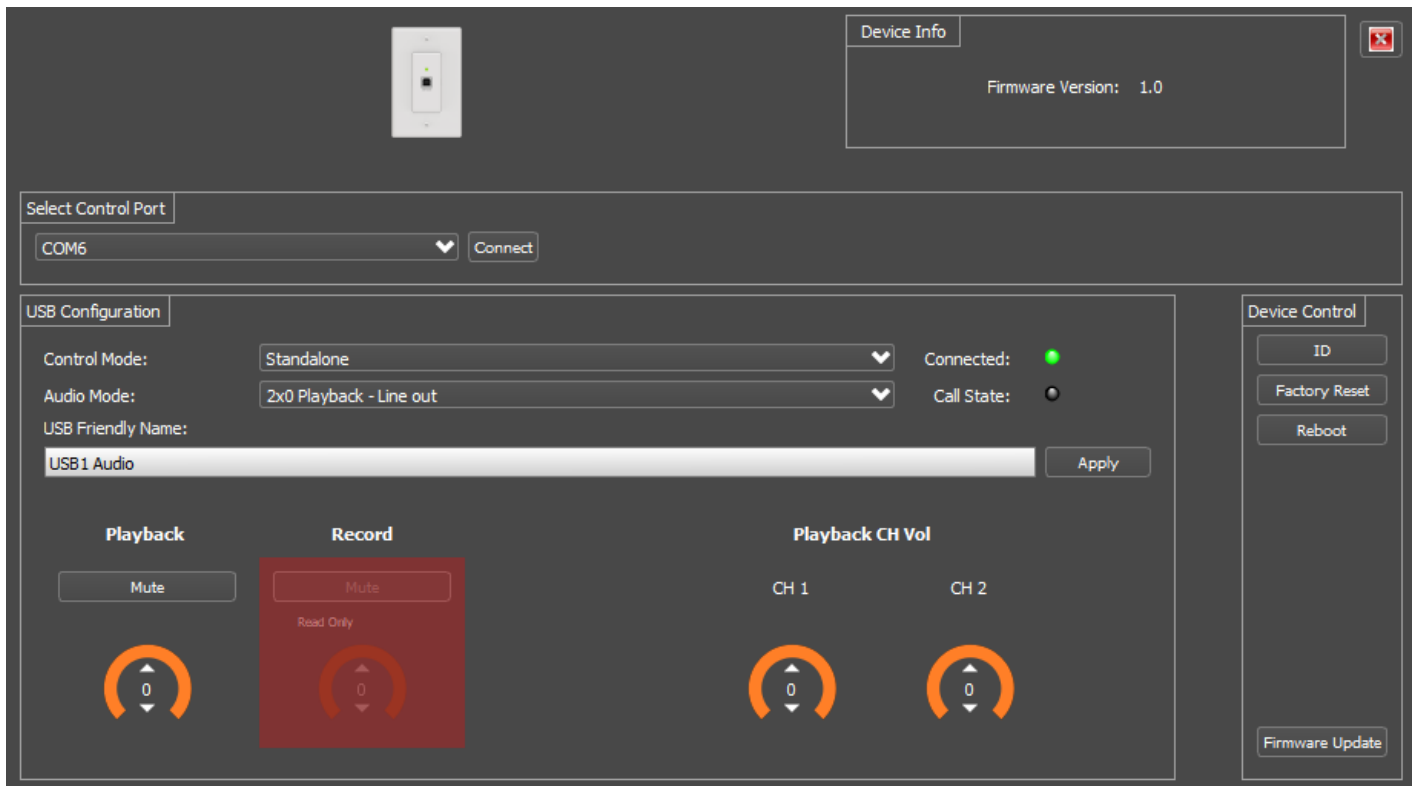 Device Info
Firmware Version: 1.0
Select Control Port
COM6
Connect
USB Configuration
Control Mode: Standalone
Connected:
Audio Mode: 2x0 Playback - Line out
Call State:
USB Friendly Name:
USB1 Audio
Apply
Playback
Record
Playback CH Vol
Mute
Mute
CH 1
CH 2
Read Only
0
0
0
0
Device Control
ID
Factory Reset
Reboot
Firmware Update